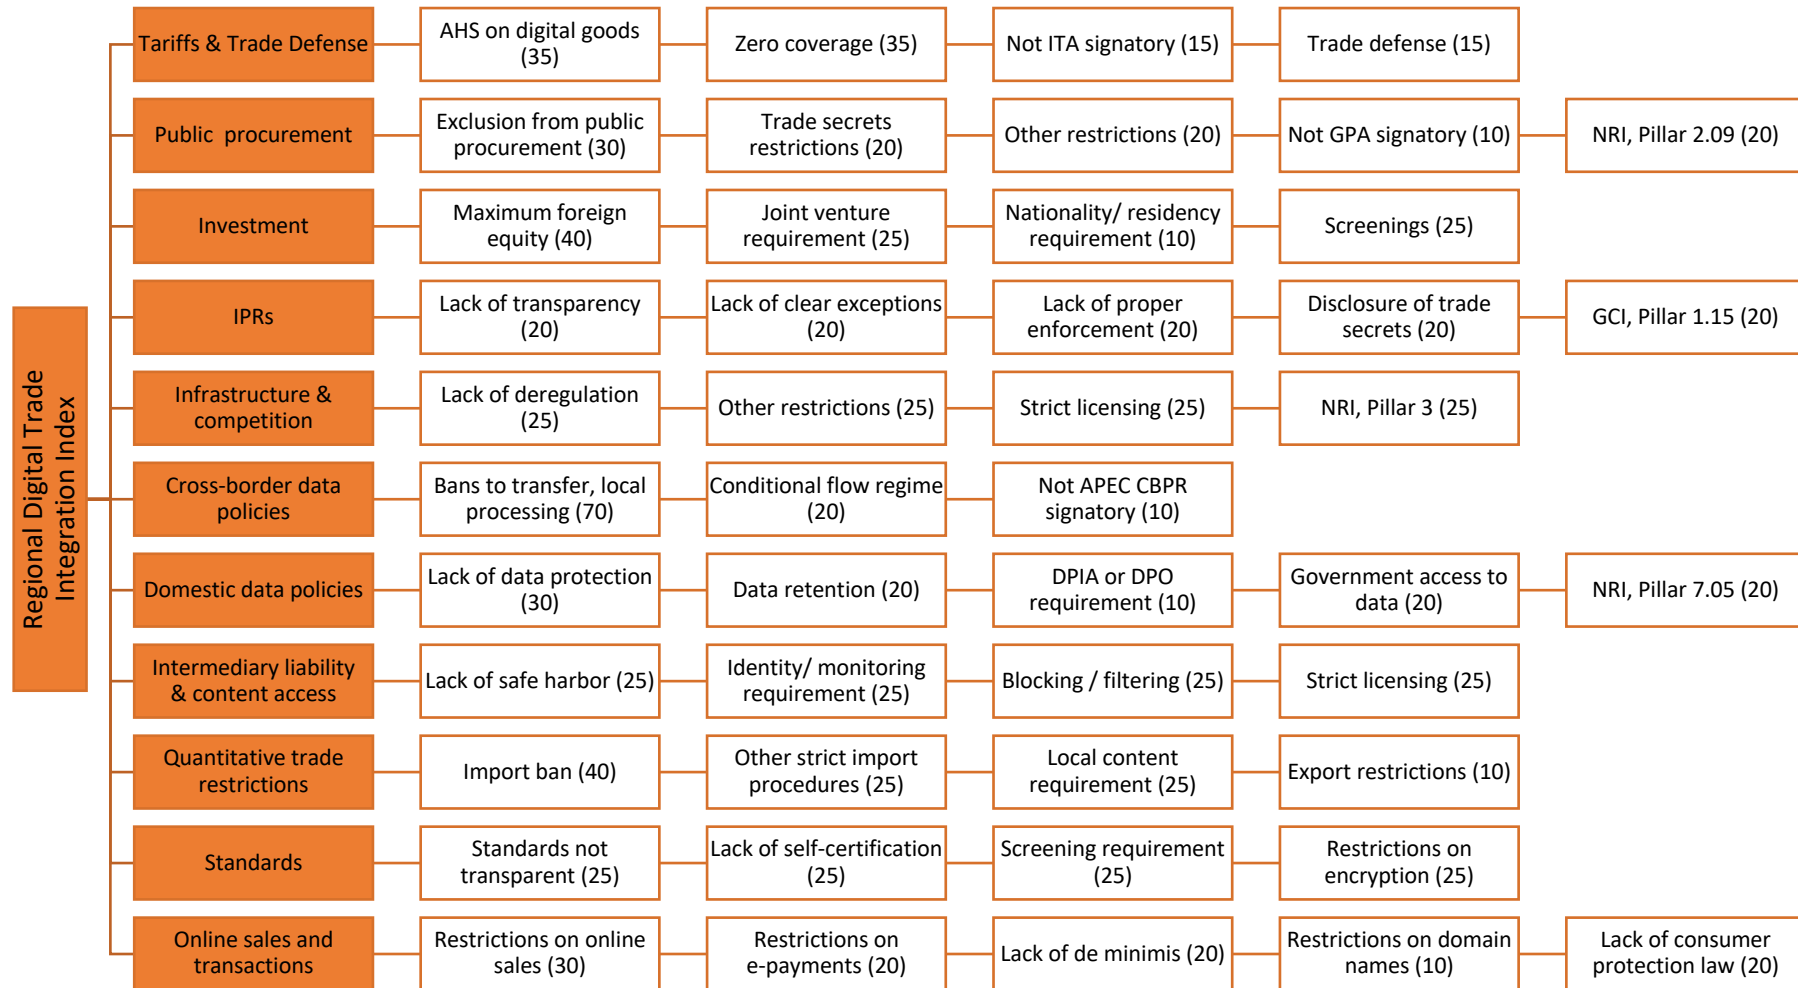 Regional Digital Trade
Integration Index
Tariffs & Trade Defense
AHS on digital goods
(35)
Zero coverage (35)
Not ITA signatory (15)
Trade defense (15)
Public procurement
Exclusion from public
procurement (30)
Trade secrets
restrictions (20)
Other restrictions (20)
Not GPA signatory (10)
NRI, Pillar 2.09 (20)
Investment
Maximum foreign
equity (40)
Joint venture
requirement (25)
Nationality/ residency
requirement (10)
Screenings (25)
IPRs
Lack of transparency
(20)
Lack of clear exceptions
(20)
Lack of proper
enforcement (20)
Disclosure of trade
secrets (20)
GCI, Pillar 1.15 (20)
Infrastructure &
competition
Lack of deregulation
(25)
Other restrictions (25)
Strict licensing (25)
NRI, Pillar 3 (25)
Cross-border data
policies
Bans to transfer, local
processing (70)
Conditional flow regime
(20)
Not APEC CBPR
signatory (10)
Domestic data policies
Lack of data protection
(30)
Data retention (20)
DPIA or DPO
requirement (10)
Government access to
data (20)
NRI, Pillar 7.05 (20)
Intermediary liability
& content access
Lack of safe harbor (25)
Identity/ monitoring
requirement (25)
Blocking / filtering (25)
Strict licensing (25)
Quantitative trade
restrictions
Import ban (40)
Other strict import
procedures (25)
Local content
requirement (25)
Export restrictions (10)
Standards
Standards not
transparent (25)
Lack of self-certification
(25)
Screening requirement
(25)
Restrictions on
encryption (25)
Online sales and
transactions
Restrictions on online
sales (30)
Restrictions on
e-payments (20)
Lack of de minimis (20)
Restrictions on domain
names (10)
Lack of consumer
protection law (20)